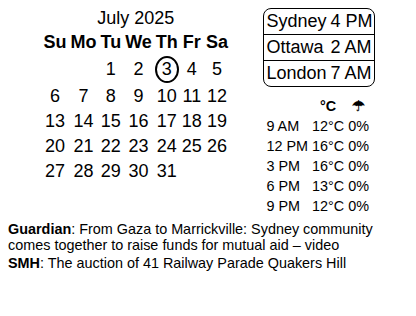 July 2025
Su Mo Tu We Th Fr Sa
1 2 3 4 5
6 7 8 9 10 11 12
13 14 15 16 17 18 19
20 21 22 23 24 25 26
27 28 29 30 31
Sydney 4 PM
Ottawa 2 AM
London 7 AM
°C ☂
9 AM 12°C 0%
12 PM 16°C 0%
3 PM 16°C 0%
6 PM 13°C 0%
9 PM 12°C 0%
Guardian: From Gaza to Marrickville: Sydney community
comes together to raise funds for mutual aid – video
SMH: The auction of 41 Railway Parade Quakers Hill